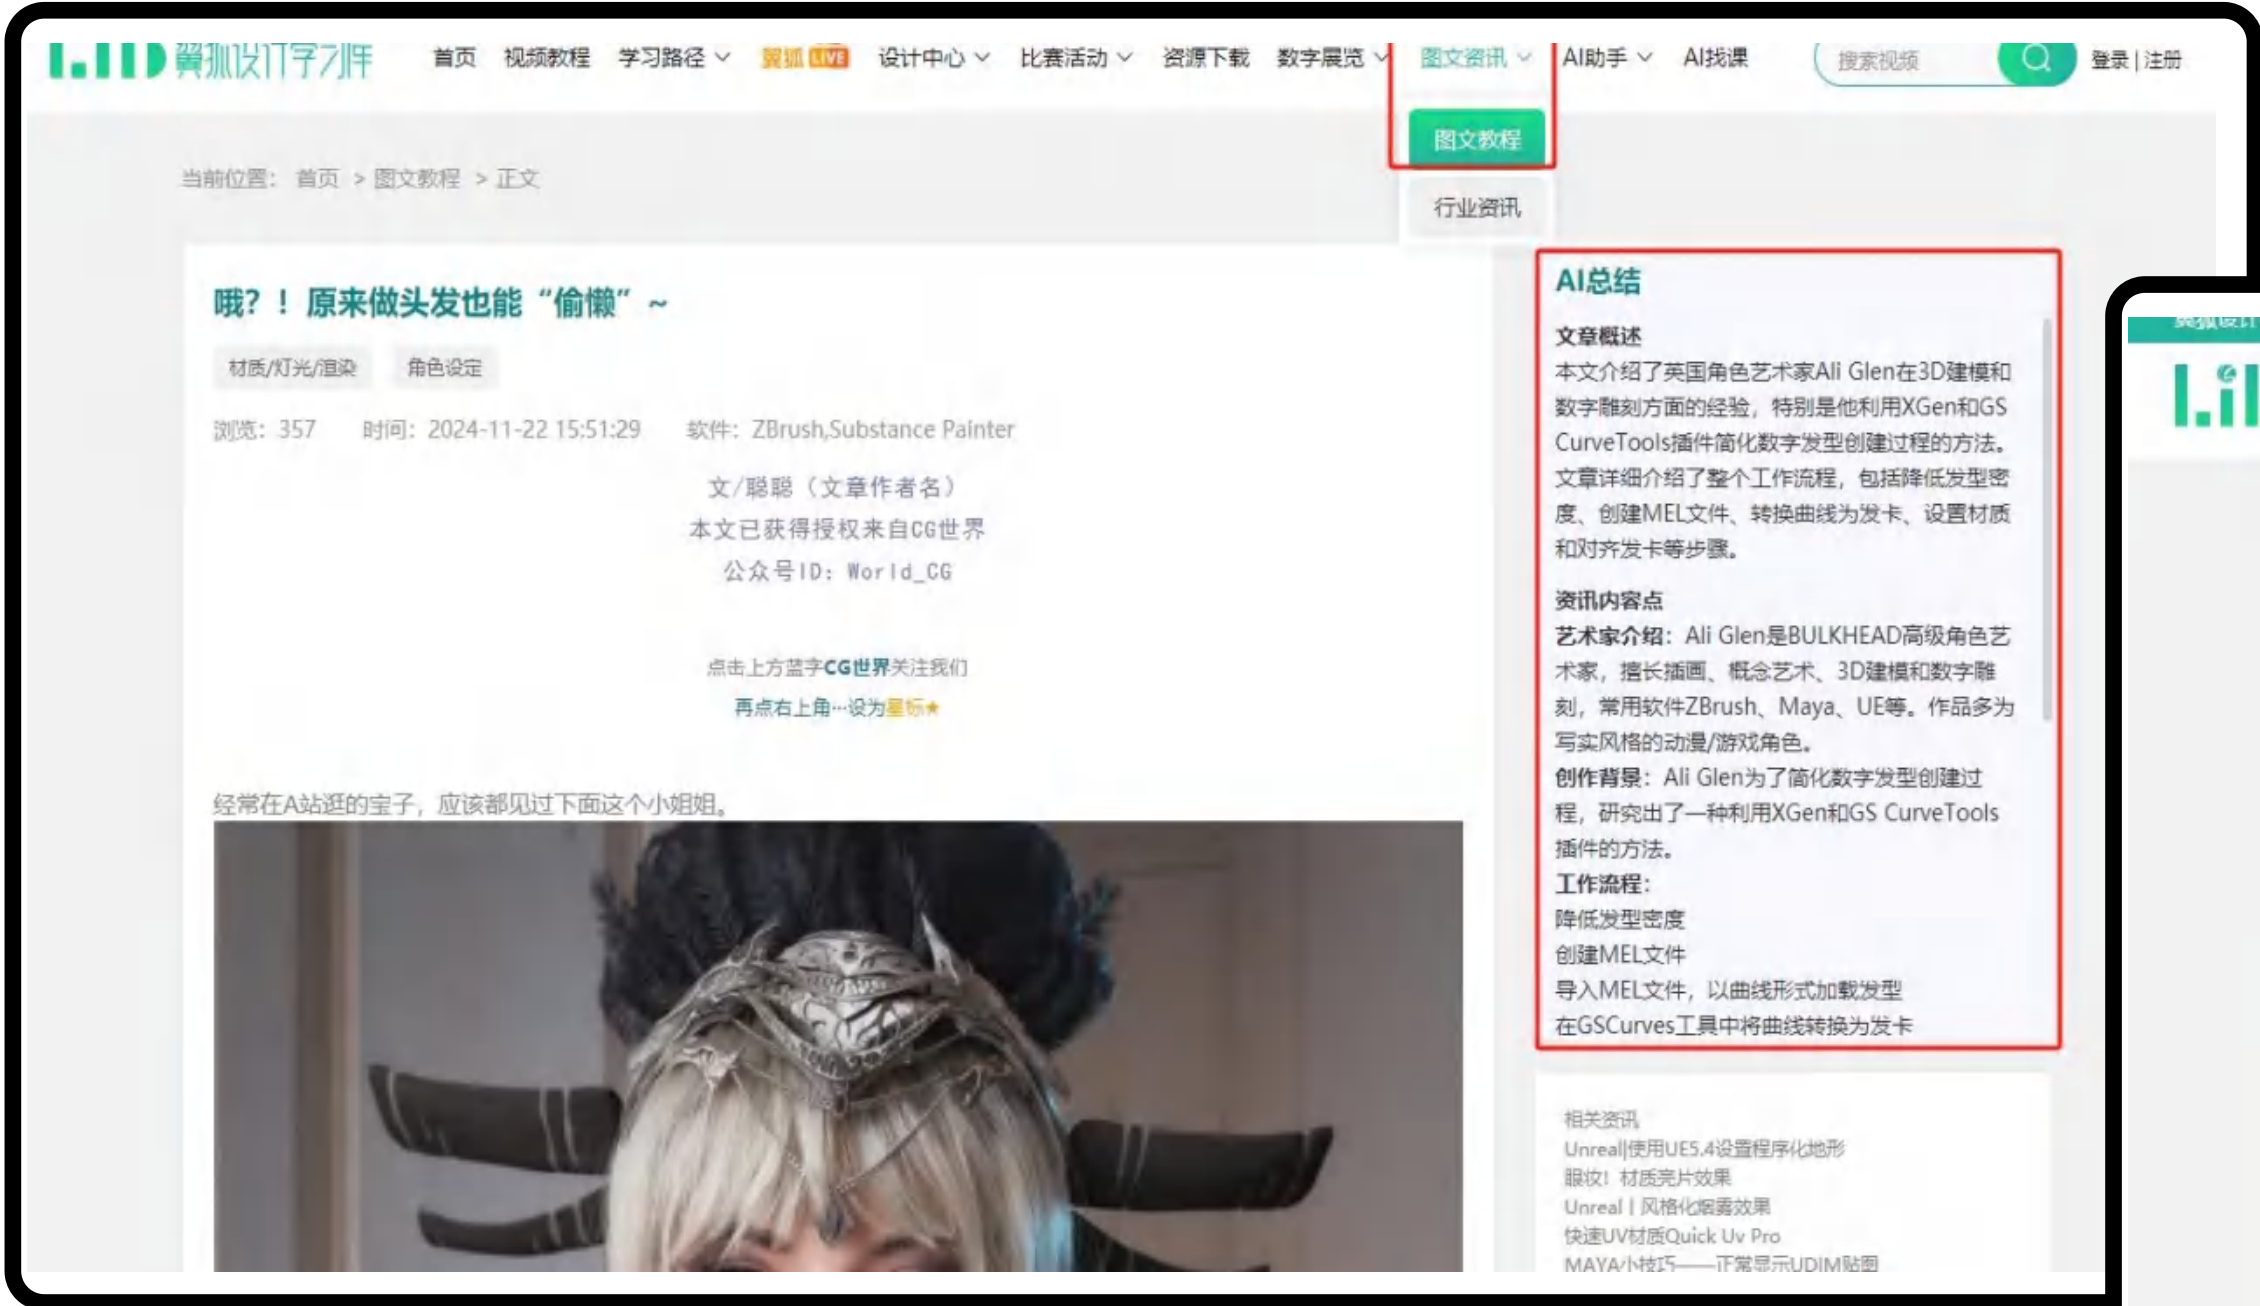 翼狐设计学习库
首页 视频教程 学习路径 翼狐 LIVE 设计中心 比赛活动 资源下载 数字展览 图文资讯 AI助手 AI找课 搜索视频 登录 | 注册
图文教程
行业资讯
当前位置: 首页 > 图文教程 > 正文
哦?! 原来做头发也能“偷懒”~
材质/灯光/渲染 角色设定
浏览: 357 时间: 2024-11-22 15:51:29 软件: ZBrush,Substance Painter
文/聪聪（文章作者名）
本文已获得授权来自CG世界
公众号ID: World_CG
点击上方蓝字CG世界关注我们
再点右上角···设为星标★
经常在A站逛的宝子，应该都见过下面这个小姐姐。
AI总结
文章概述
本文介绍了英国角色艺术家Ali Glen在3D建模和
数字雕刻方面的经验，特别是他利用XGen和GS
CurveTools插件简化数字发型创建过程的方法。
文章详细介绍了整个工作流程，包括降低发型密
度、创建MEL文件、转换曲线为发卡、设置材质
和对齐发卡等步骤。
资讯内容点
艺术家介绍：Ali Glen是BULKHEAD高级角色艺
术家，擅长插画、概念艺术、3D建模和数字雕
刻，常用软件ZBrush、Maya、UE等。作品多为
写实风格的动漫/游戏角色。
创作背景：Ali Glen为了简化数字发型创建过
程，研究出了一种利用XGen和GS CurveTools
插件的方法。
工作流程：
降低发型密度
创建MEL文件
导入MEL文件，以曲线形式加载发型
在GSCurves工具中将曲线转换为发卡
相关资讯
Unreal|使用UE5.4设置程序化地形
眼妆！材质亮片效果
Unreal丨风格化烟雾效果
快速UV材质Quick Uv Pro
MAYA小技巧——正常显示UDIM贴图